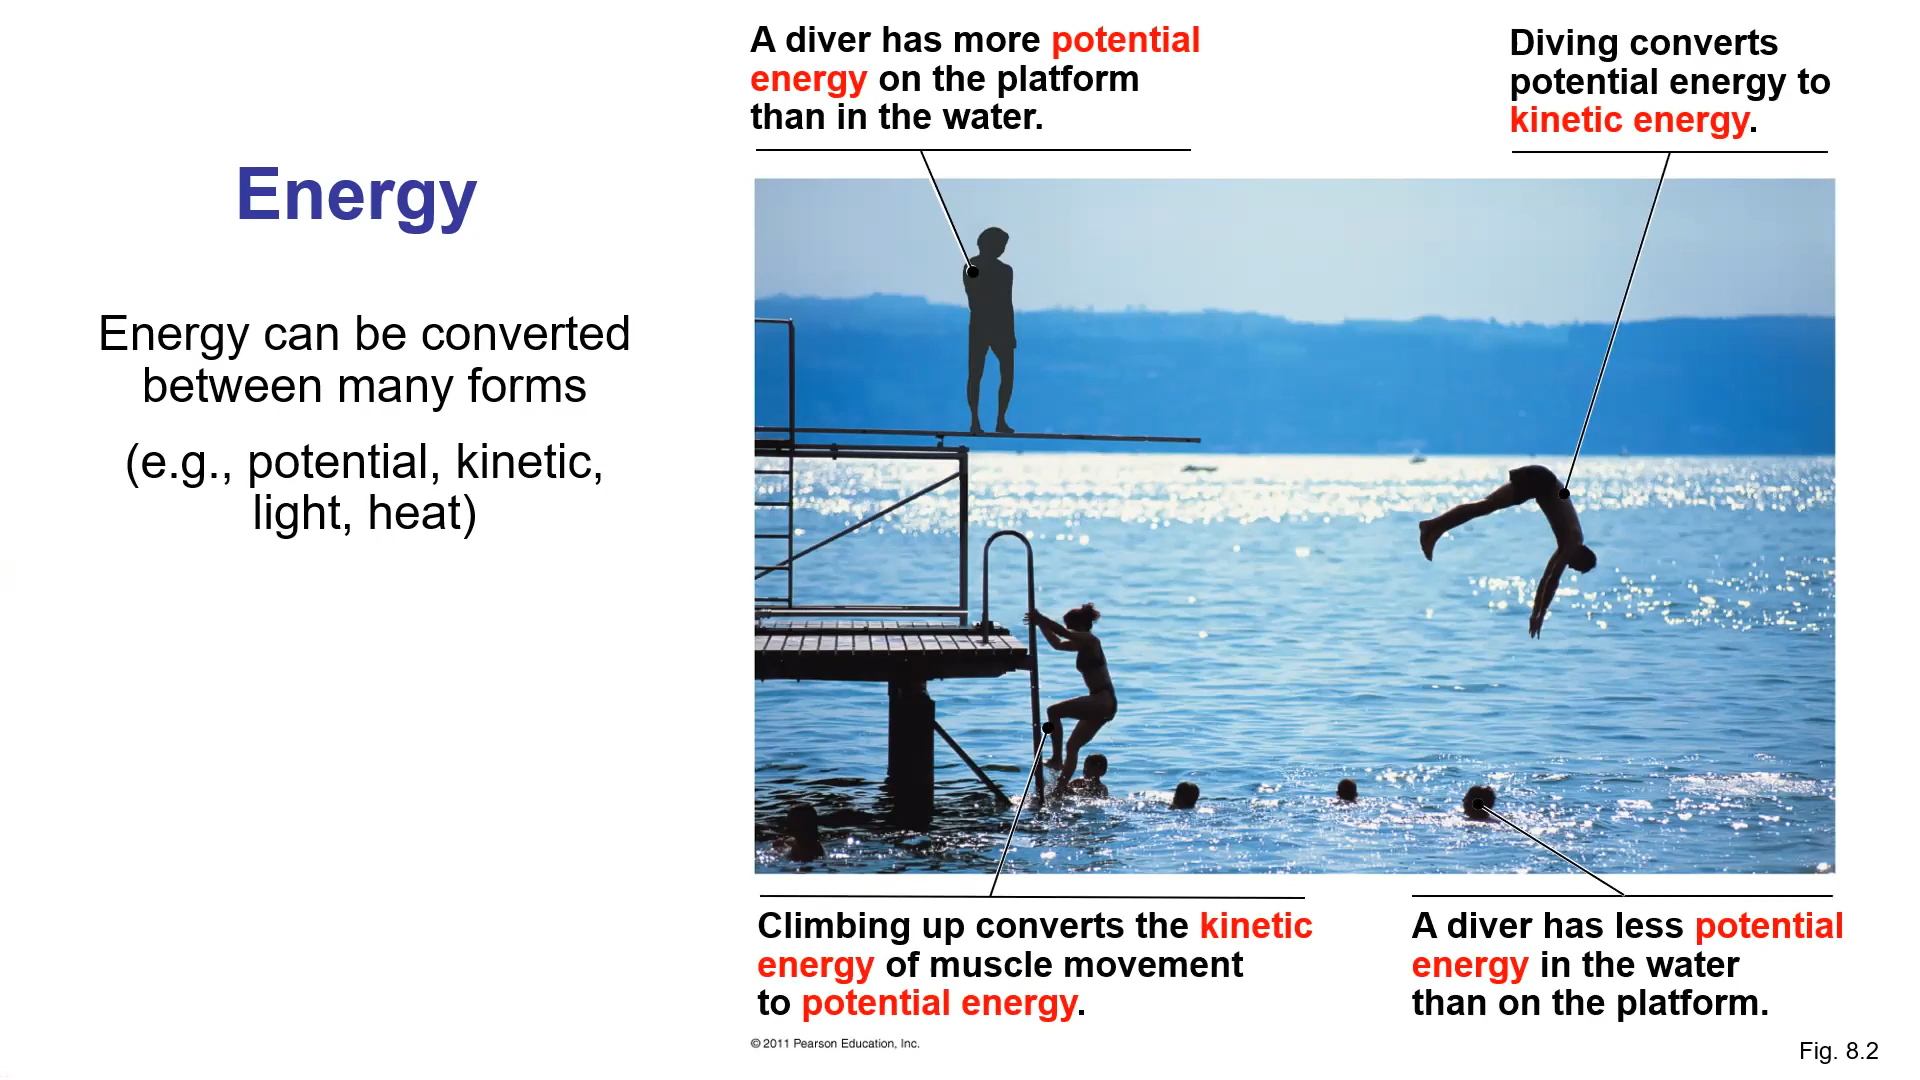 Energy
Energy can be converted
between many forms
(e.g., potential, kinetic,
light, heat)
A diver has more potential
energy on the platform
than in the water.
Diving converts
potential energy to
kinetic energy.
Climbing up converts the kinetic
energy of muscle movement
to potential energy.
A diver has less potential
energy in the water
than on the platform.
© 2011 Pearson Education, Inc.
Fig. 8.2